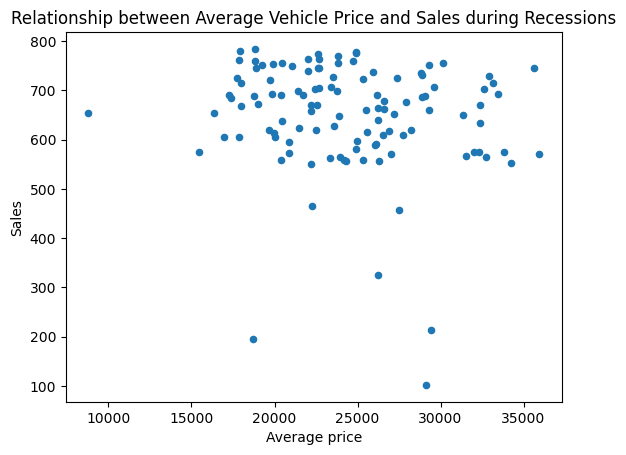 Relationship between Average Vehicle Price and Sales during Recessions
800
700
600
500
400
300
200
100
Sales
10000 15000 20000 25000 30000 35000
Average price